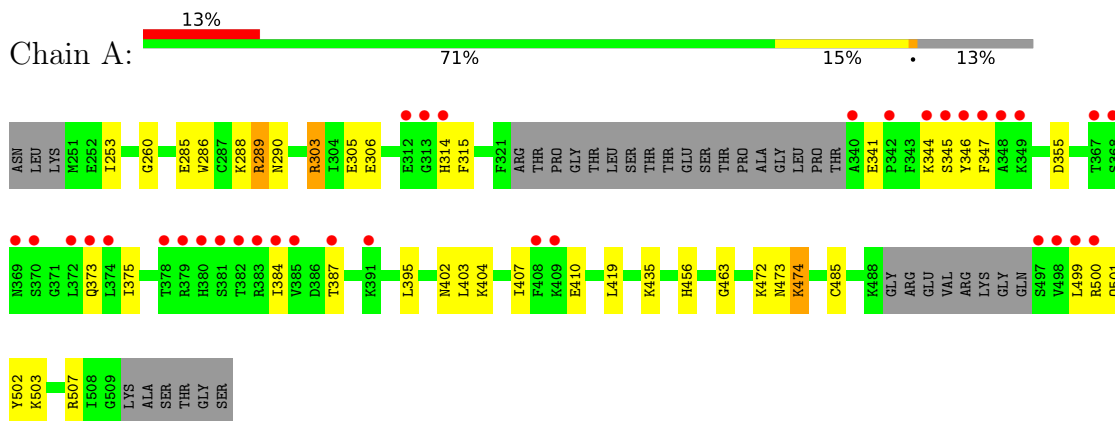 13%
Chain A:
71% 15% • 13%
ASN LEU LYS M251 E252 I253 G260 E285 W286 C287 K288 R289 N290 R303 I304 E305 E306 E312 G313 H314 F315 F321 ARG THR PRO GLY THR LEU SER THR THR GLU SER THR PRO ALA GLY LEU PRO THR A340 E341 P342 F343 K344 S345 Y346 F347 A348 K349 D355 T367 S368
N369 S370 G371 L372 Q373 L374 I375 T378 R379 H380 S381 T382 R383 I384 V385 D386 T387 K391 L395 N402 L403 K404 I407 F408 K409 E410 L419 K435 H456 G463 K472 N473 K474 C485 K488 GLY ARG GLU VAL ARG LYS GLY GLN S497 V498 L499 R500
Y502 K503 R507 I508 G509 LYS ALA SER THR GLY SER